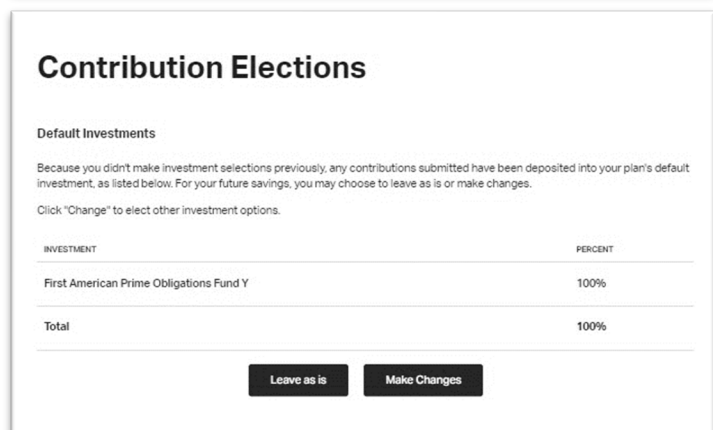 Contribution Elections
Default Investments
Because you didn't make investment selections previously, any contributions submitted have been deposited into your plan's default
investment, as listed below. For your future savings, you may choose to leave as is or make changes.
Click "Change" to elect other investment options.
INVESTMENT PERCENT
First American Prime Obligations Fund Y 100%
Total 100%
Leave as is Make Changes